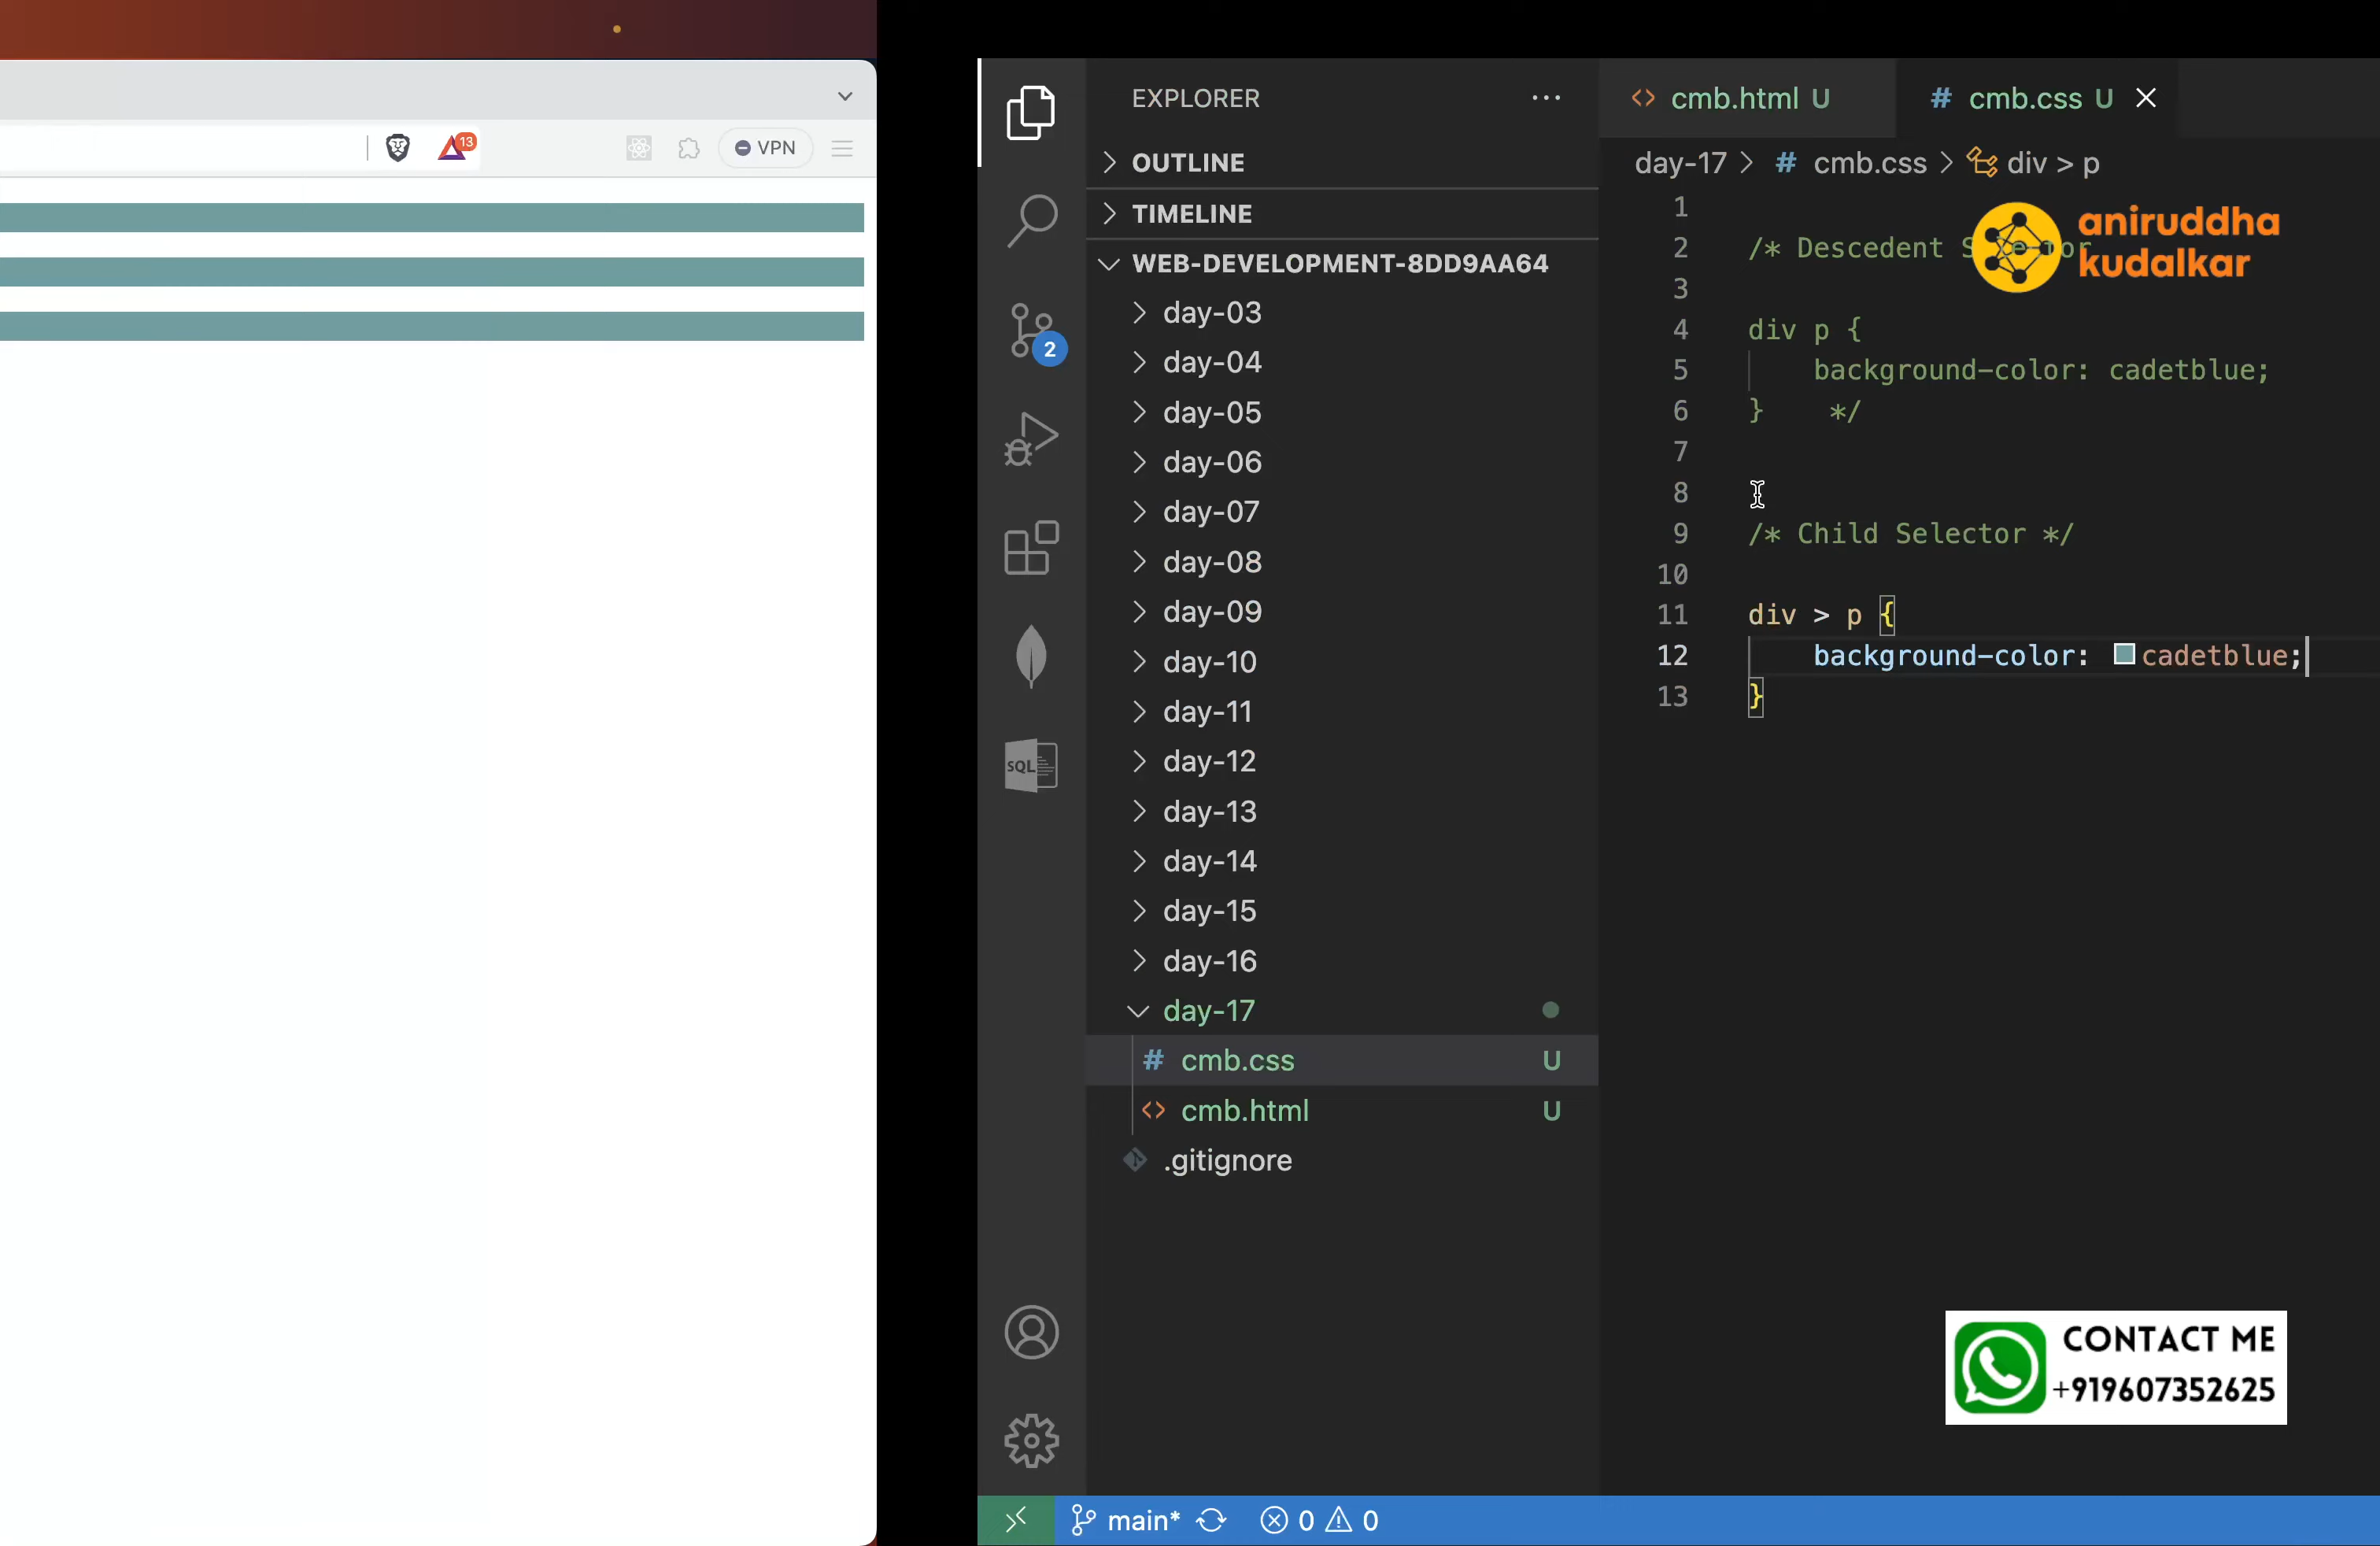 13
VPN
EXPLORER
OUTLINE
TIMELINE
WEB-DEVELOPMENT-8DD9AA64
day-03
day-04
day-05
day-06
day-07
day-08
day-09
day-10
day-11
day-12
day-13
day-14
day-15
day-16
day-17
# cmb.css U
<> cmb.html U
.gitignore
2
SQL
<> cmb.html U
# cmb.css U
day-17 > # cmb.css > div > p
aniruddha
kudalkar
1
2 /* Descedent Selector
3
4 div p {
5 background-color: cadetblue;
6 } */
7
8
9 /* Child Selector */
10
11 div > p {
12 background-color: cadetblue;
13 }
CONTACT ME
+919607352625
main* 0 0